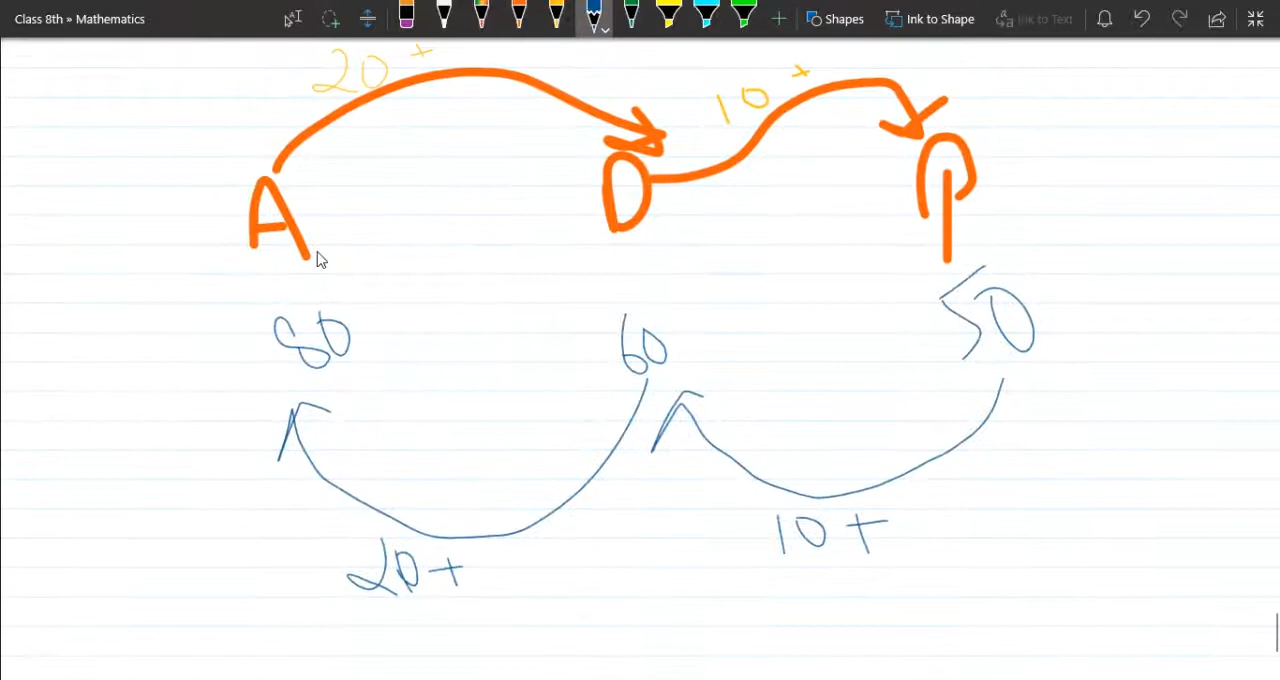 Class 8th » Mathematics
Shapes
Ink to Shape
Ink to Text
20 +
10 +
A
D
P
80
60
50
20 +
10 +